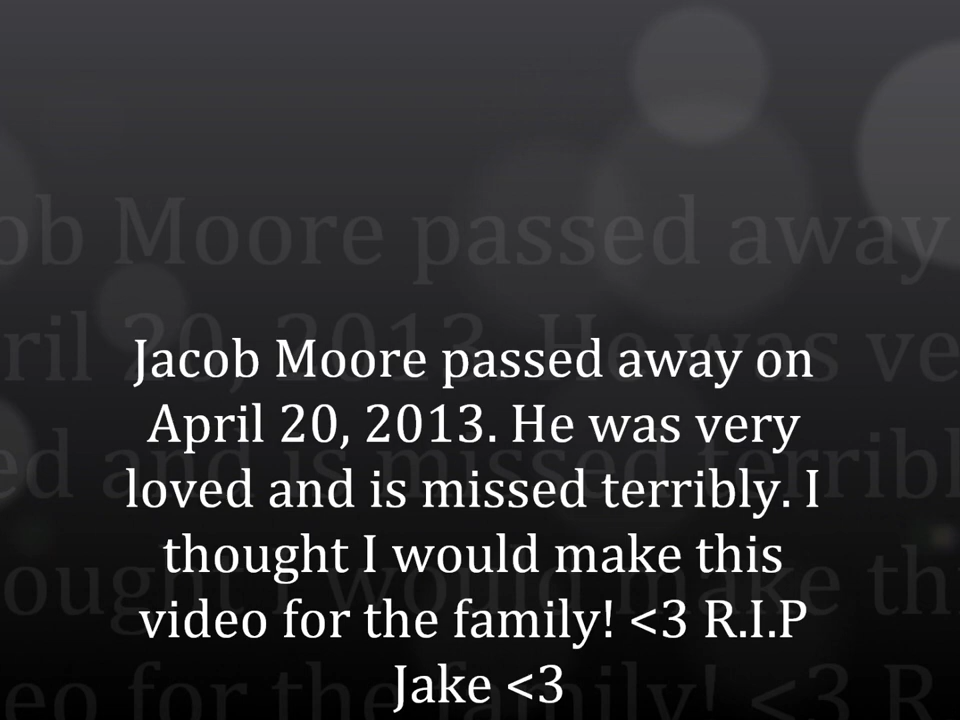 Jacob Moore passed away on
April 20, 2013. He was very
loved and is missed terribly. I
thought I would make this
video for the family! <3 R.I.P
Jake <3